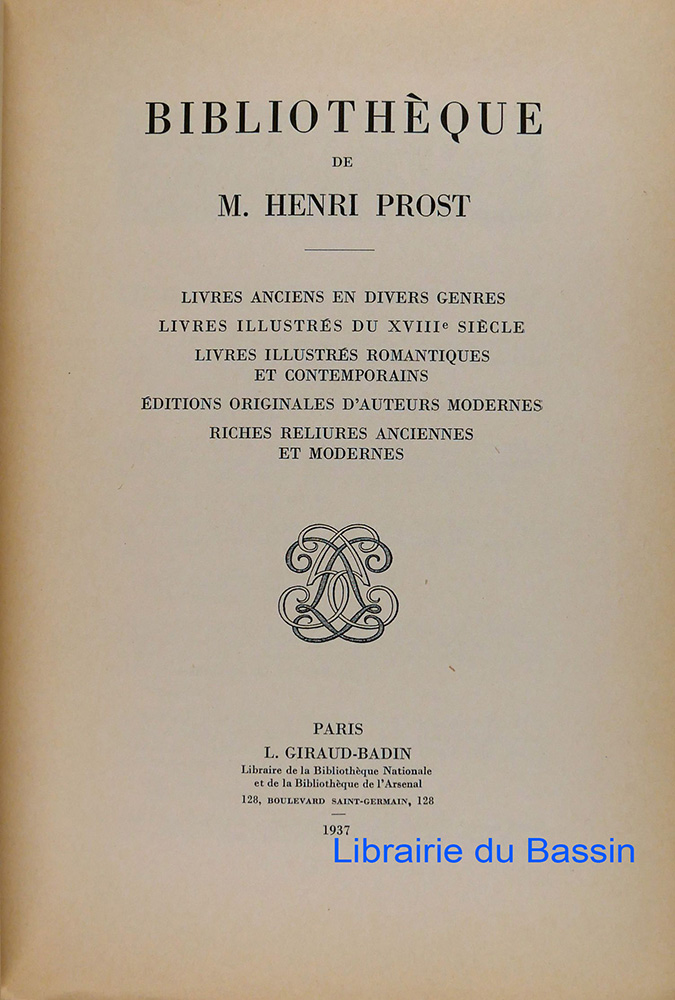 BIBLIOTHÈQUE
DE
M. HENRI PROST
LIVRES ANCIENS EN DIVERS GENRES
LIVRES ILLUSTRÉS DU XVIIIe SIÈCLE
LIVRES ILLUSTRÉS ROMANTIQUES
ET CONTEMPORAINS
ÉDITIONS ORIGINALES D'AUTEURS MODERNES
RICHES RELIURES ANCIENNES
ET MODERNES
PARIS
L. GIRAUD-BADIN
Libraire de la Bibliothèque Nationale
et de la Bibliothèque de l'Arsenal
128, BOULEVARD SAINT-GERMAIN, 128
1937
Librairie du Bassin